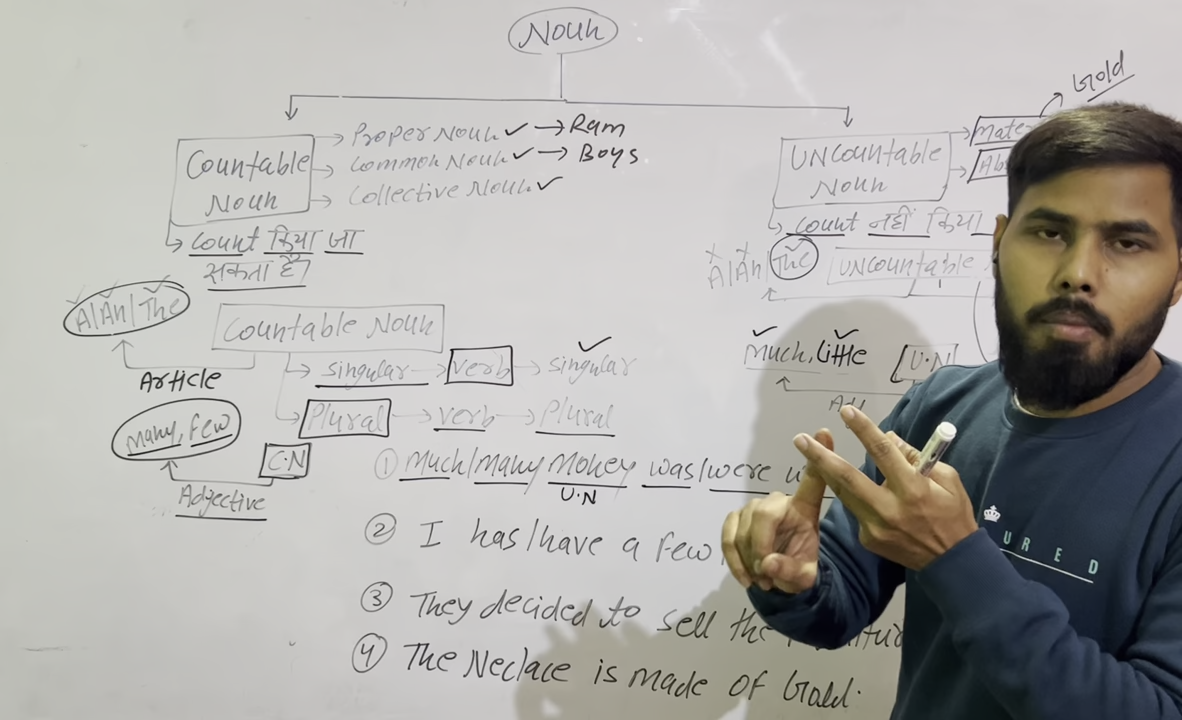 Noun
Gold
Countable Noun
→ Proper Noun ✓ → Ram
→ Common Noun ✓ → Boys
→ Collective Noun ✓
count किया जा
सकता है?
UNCountable Noun
count नहीं किया
A/An/The
Article
Countable Noun
singular → verb → singular ✓
Plural → verb → Plural
many, few
C.N
Adjective
A/An/The
UNCountable
much, little
U.N
① Much/many money was/were
U.N
② I has/have a few
③ They decided to sell the
④ The Neclace is made of Gold.
URED